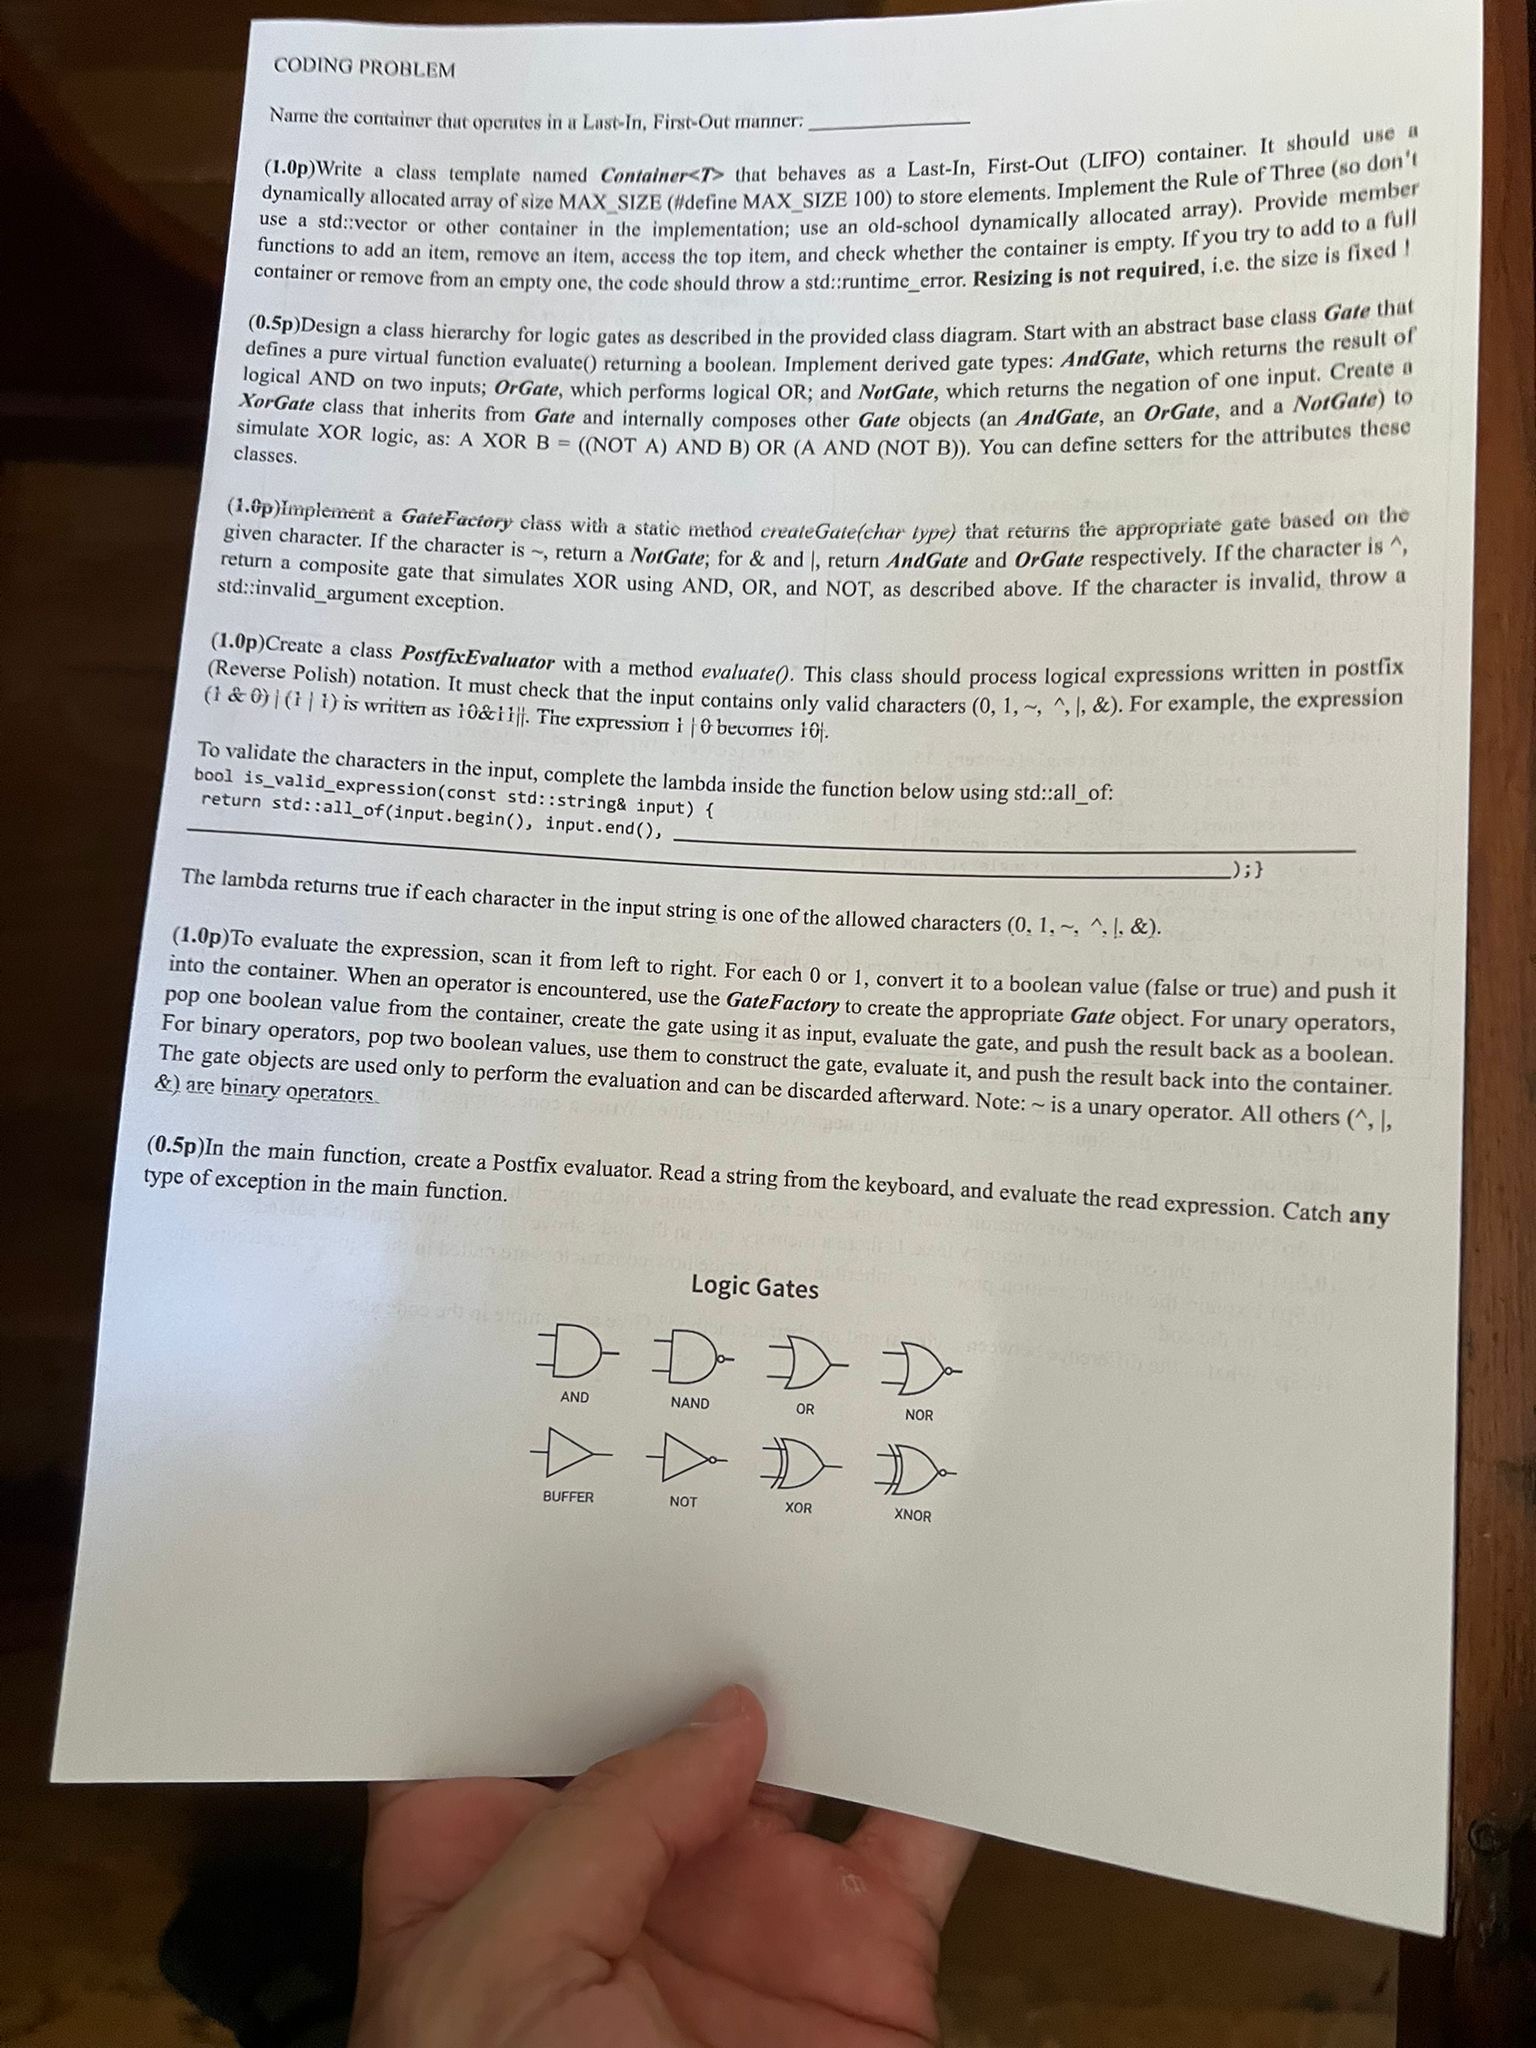 CODING PROBLEM
Name the container that operates in a Last-In, First-Out manner: ____________
(1.0p)Write a class template named Container<T> that behaves as a Last-In, First-Out (LIFO) container. It should use a
dynamically allocated array of size MAX_SIZE (#define MAX_SIZE 100) to store elements. Implement the Rule of Three (so don't
use a std::vector or other container in the implementation; use an old-school dynamically allocated array). Provide member
functions to add an item, remove an item, access the top item, and check whether the container is empty. If you try to add to a full
container or remove from an empty one, the code should throw a std::runtime_error. Resizing is not required, i.e. the size is fixed !
(0.5p)Design a class hierarchy for logic gates as described in the provided class diagram. Start with an abstract base class Gate that
defines a pure virtual function evaluate() returning a boolean. Implement derived gate types: AndGate, which returns the result of
logical AND on two inputs; OrGate, which performs logical OR; and NotGate, which returns the negation of one input. Create a
XorGate class that inherits from Gate and internally composes other Gate objects (an AndGate, an OrGate, and a NotGate) to
simulate XOR logic, as: A XOR B = ((NOT A) AND B) OR (A AND (NOT B)). You can define setters for the attributes these
classes.
(1.0p)Implement a GateFactory class with a static method createGate(char type) that returns the appropriate gate based on the
given character. If the character is ~, return a NotGate; for & and |, return AndGate and OrGate respectively. If the character is ^,
return a composite gate that simulates XOR using AND, OR, and NOT, as described above. If the character is invalid, throw a
std::invalid_argument exception.
(1.0p)Create a class PostfixEvaluator with a method evaluate(). This class should process logical expressions written in postfix
(Reverse Polish) notation. It must check that the input contains only valid characters (0, 1, ~, ^, |, &). For example, the expression
(1 & 0) | (1 | 1) is written as 10&11||. The expression 1 | 0 becomes 10|.
To validate the characters in the input, complete the lambda inside the function below using std::all_of:
bool is_valid_expression(const std::string& input) {
return std::all_of(input.begin(), input.end(), ____________
____________);}
The lambda returns true if each character in the input string is one of the allowed characters (0, 1, ~, ^, |, &).
(1.0p)To evaluate the expression, scan it from left to right. For each 0 or 1, convert it to a boolean value (false or true) and push it
into the container. When an operator is encountered, use the GateFactory to create the appropriate Gate object. For unary operators,
pop one boolean value from the container, create the gate using it as input, evaluate the gate, and push the result back as a boolean.
For binary operators, pop two boolean values, use them to construct the gate, evaluate it, and push the result back into the container.
The gate objects are used only to perform the evaluation and can be discarded afterward. Note: ~ is a unary operator. All others (^, |,
&) are binary operators.
(0.5p)In the main function, create a Postfix evaluator. Read a string from the keyboard, and evaluate the read expression. Catch any
type of exception in the main function.
Logic Gates
AND NAND OR NOR
BUFFER NOT XOR XNOR